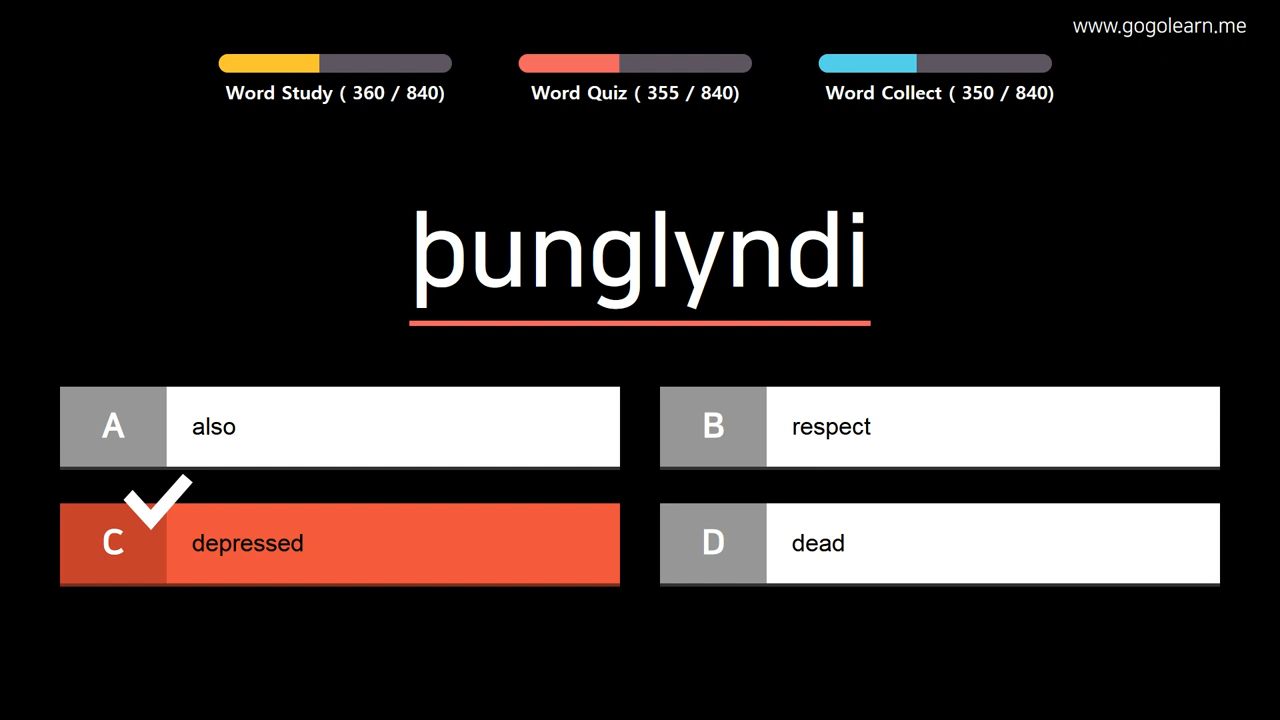 www.gogolearn.me
Word Study ( 360 / 840)
Word Quiz ( 355 / 840)
Word Collect ( 350 / 840)
þunglyndi
A also
B respect
C depressed
D dead